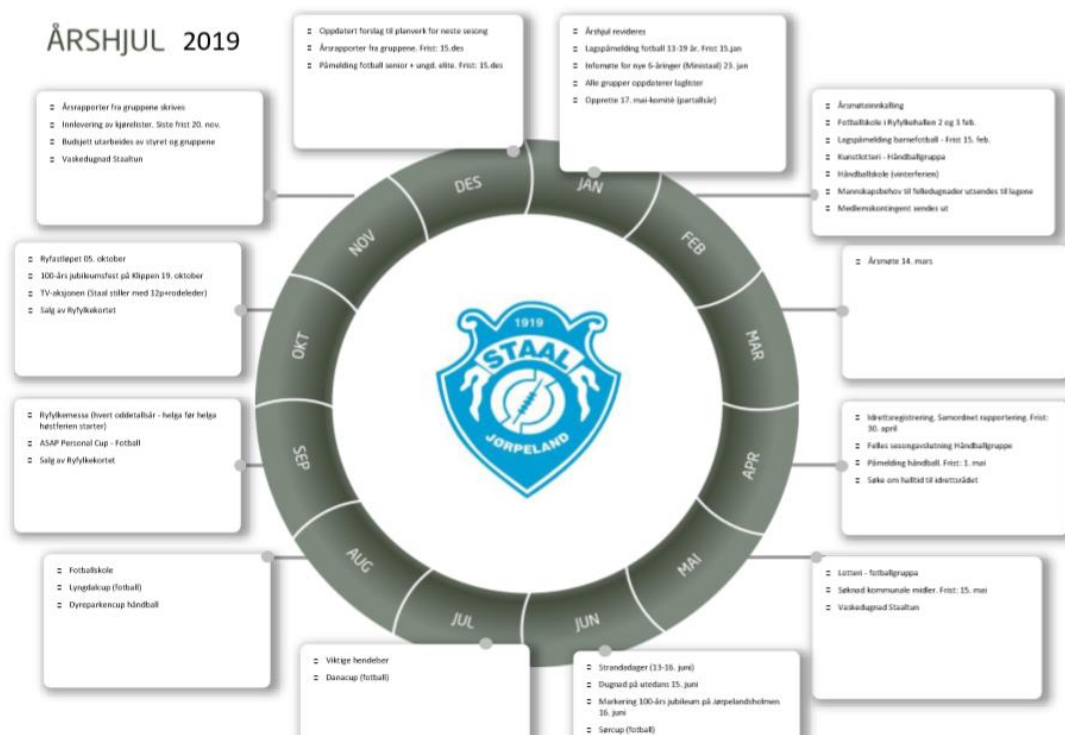 ÅRSHJUL 2019
Oppdatert forslag til planverk for neste sesong
Årsrapporter fra gruppene. Frist: 15.des
Påmelding fotball senior + ungd. elite. Frist: 15.des
Årshjul revideres
Lagspåmelding fotball 13-19 år. Frist 15.jan
Infomøte for nye 6-åringer (Ministaal) 23. jan
Alle grupper oppdaterer laglister
Opprette 17. mai-komité (partallsår)
Årsrapporter fra gruppene skrives
Innlevering av kjørelister. Siste frist 20. nov.
Budsjett utarbeides av styret og gruppene
Vaskedugnad Staaltun
Årsmøteinnkalling
Fotballskole i Ryfylkehallen 2 og 3 feb.
Lagspåmelding barnefotball - Frist 15. feb.
Kunstlotteri - Håndballgruppa
Håndballskole (vinterferien)
Mannskapsbehov til felledugnader utsendes til lagene
Medlemskontingent sendes ut
DES
JAN
NOV
FEB
Ryfastløpet 05. oktober
100-års jubileumsfest på Klippen 19. oktober
TV-aksjonen (Staal stiller med 12p+rodeleder)
Salg av Ryfylkekortet
Årsmøte 14. mars
OKT
MAR
1919
STAAL
JØRPELAND
Ryfylkemessa (hvert oddetallsår - helga før helga
høstferien starter)
ASAP Personal Cup - Fotball
Salg av Ryfylkekortet
Idrettsregistrering. Samordnet rapportering. Frist:
30. april
Felles sesongavslutning Håndballgruppe
Påmelding håndball. Frist: 1. mai
Søke om halltid til idrettsrådet
SEP
APR
AUG
MAI
Fotballskole
Lyngdalcup (fotball)
Dyreparkencup håndball
Lotteri - fotballgruppa
Søknad kommunale midler. Frist: 15. mai
Vaskedugnad Staaltun
JUL
JUN
Viktige hendelser
Danacup (fotball)
Strandadager (13-16. juni)
Dugnad på utedans 15. juni
Markering 100-års jubileum på Jørpelandsholmen
16. juni
Sørcup (fotball)